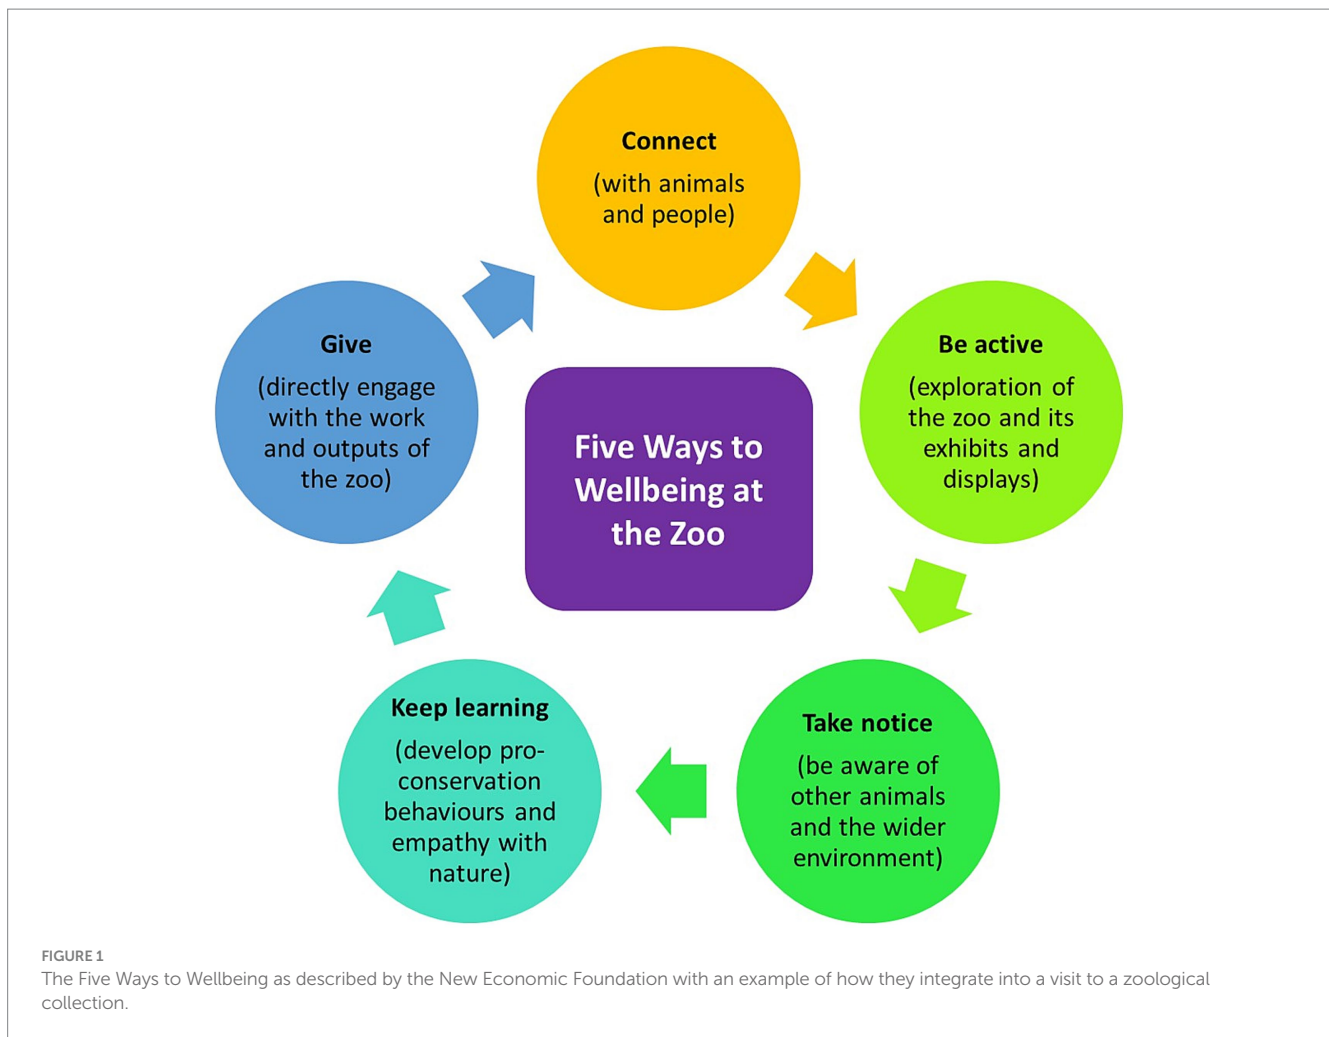 Connect
(with animals
and people)
Be active
(exploration of
the zoo and its
exhibits and
displays)
Take notice
(be aware of
other animals
and the wider
environment)
Keep learning
(develop pro-
conservation
behaviours and
empathy with
nature)
Give
(directly engage
with the work
and outputs of
the zoo)
Five Ways to
Wellbeing at
the Zoo
FIGURE 1
The Five Ways to Wellbeing as described by the New Economic Foundation with an example of how they integrate into a visit to a zoological
collection.